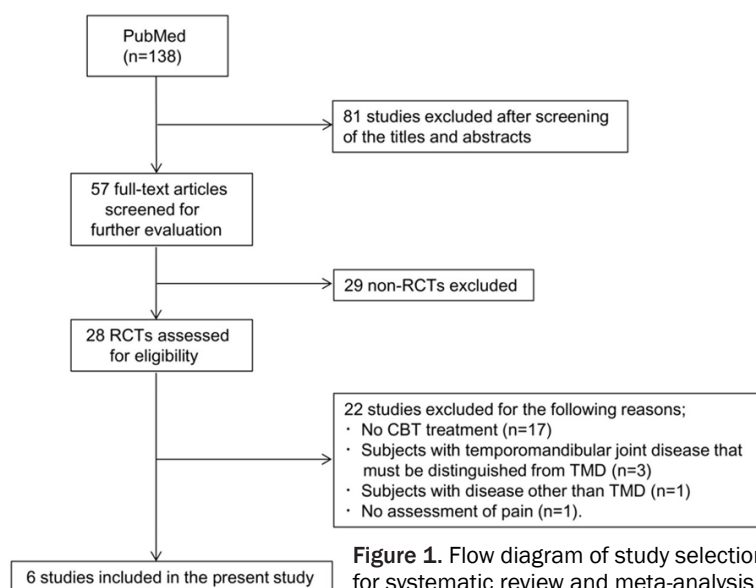 PubMed
(n=138)
81 studies excluded after screening
of the titles and abstracts
57 full-text articles
screened for
further evaluation
29 non-RCTs excluded
28 RCTs assessed
for eligibility
22 studies excluded for the following reasons;
· No CBT treatment (n=17)
· Subjects with temporomandibular joint disease that
must be distinguished from TMD (n=3)
· Subjects with disease other than TMD (n=1)
· No assessment of pain (n=1).
6 studies included in the present study
Figure 1. Flow diagram of study selection
for systematic review and meta-analysis